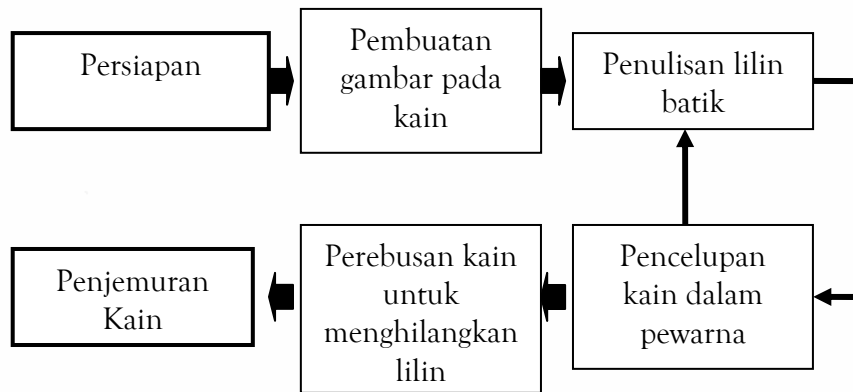 Persiapan
Pembuatan
gambar pada
kain
Penulisan lilin
batik
Penjemuran
Kain
Perebusan kain
untuk
menghilangkan
lilin
Pencelupan
kain dalam
pewarna